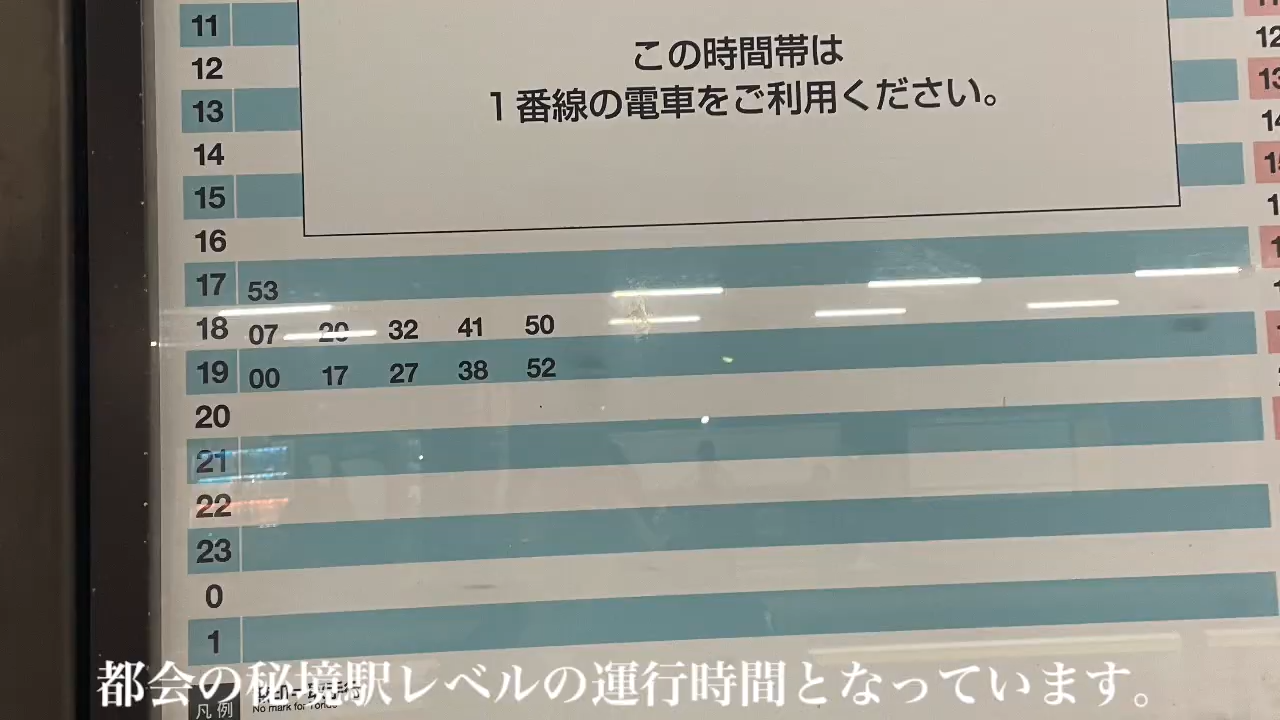 11
12
この時間帯は
1番線の電車をご利用ください。
13
14
15
16
17 53
18 07 20 32 41 50
19 00 17 27 38 52
20
21
22
23
0
1
都会の秘境駅レベルの運行時間となっています。
凡例
No mark for
12
13